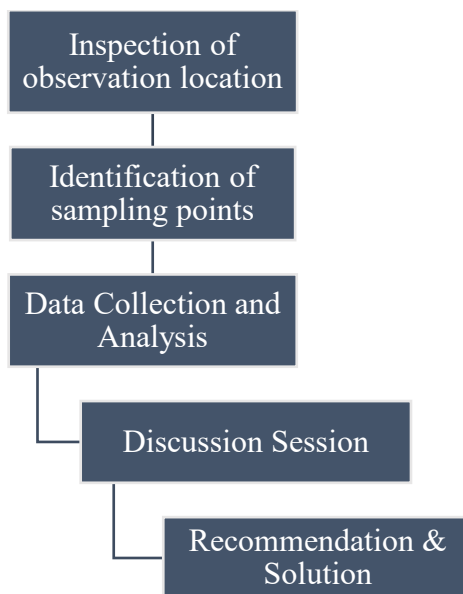 Inspection of
observation location
Identification of
sampling points
Data Collection and
Analysis
Discussion Session
Recommendation &
Solution